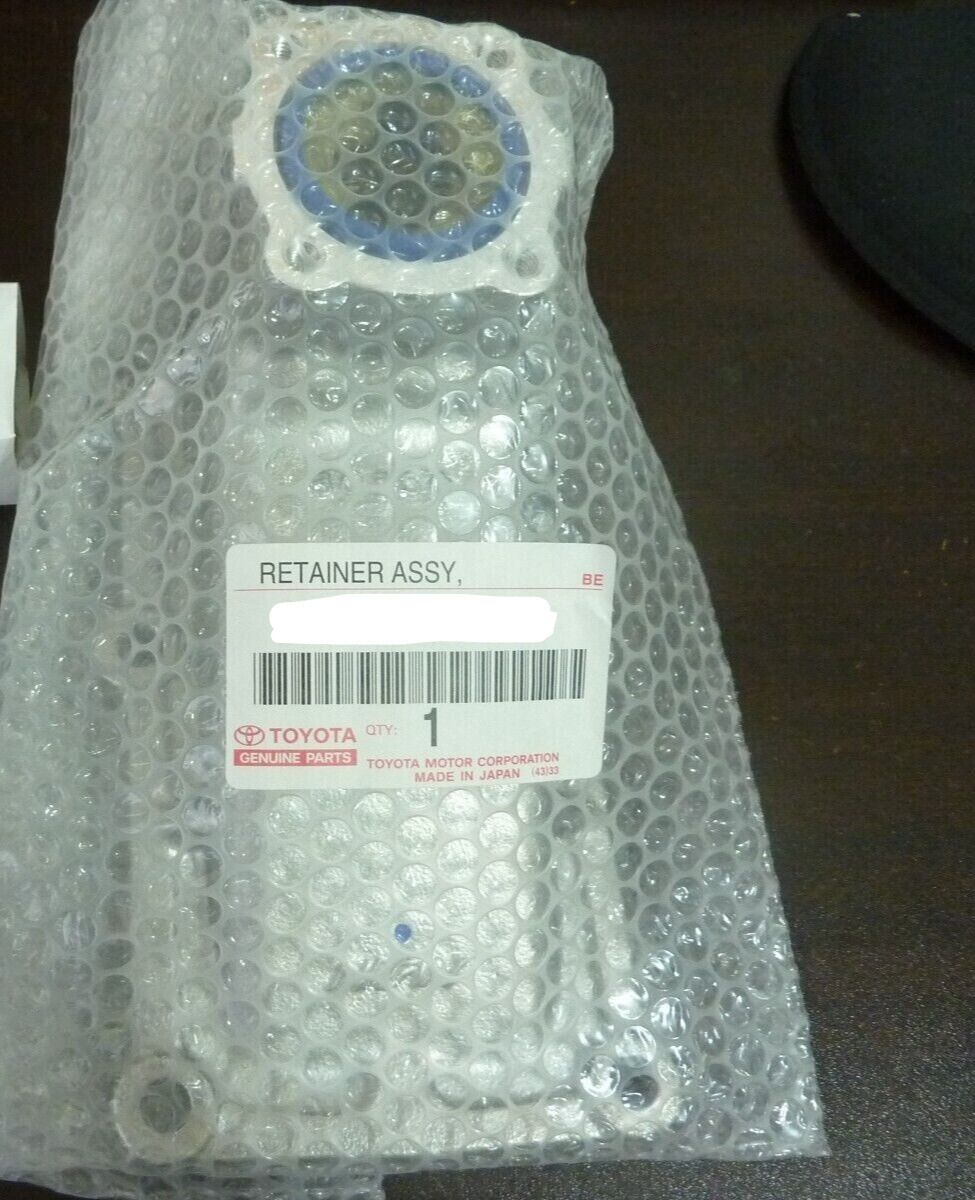 RETAINER ASSY,
BE
TOYOTA QTY: 1
GENUINE PARTS
TOYOTA MOTOR CORPORATION
MADE IN JAPAN (43)33